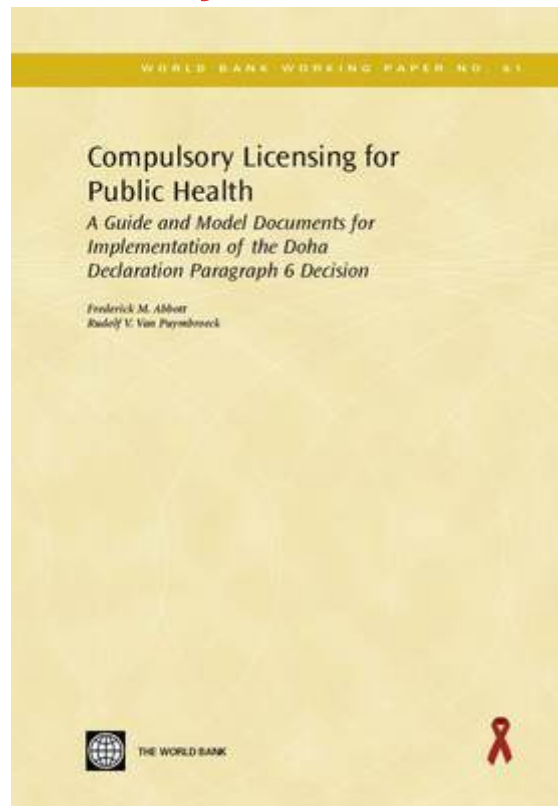 WORLD BANK WORKING PAPER NO. 61
Compulsory Licensing for
Public Health
A Guide and Model Documents for
Implementation of the Doha
Declaration Paragraph 6 Decision
Frederick M. Abbott
Rudolf V. Van Puymbroeck
THE WORLD BANK